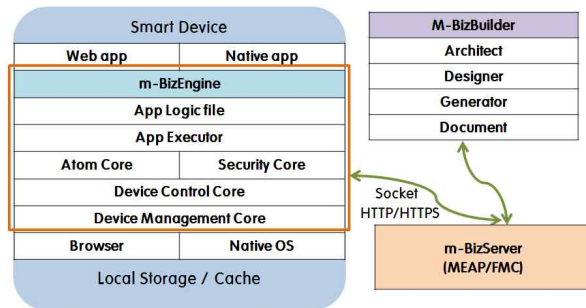 Smart Device
Web app Native app
m-BizEngine
App Logic file
App Executor
Atom Core Security Core
Device Control Core
Device Management Core
Browser Native OS
Local Storage / Cache
M-BizBuilder
Architect
Designer
Generator
Document
Socket
HTTP/HTTPS
m-BizServer
(MEAP/FMC)